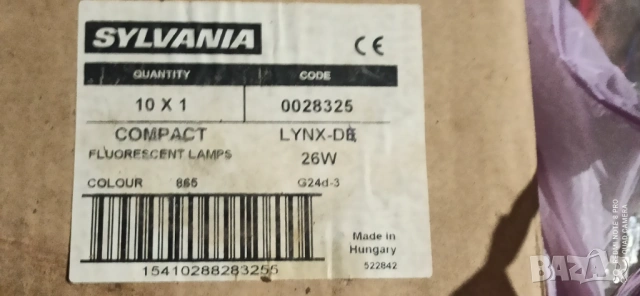 SYLVANIA
CE
QUANTITY CODE
10 X 1 0028325
COMPACT LYNX-DE
FLUORESCENT LAMPS 26W
COLOUR 865 G24d-3
Made in
Hungary
15410288283255 522842
BAZAR